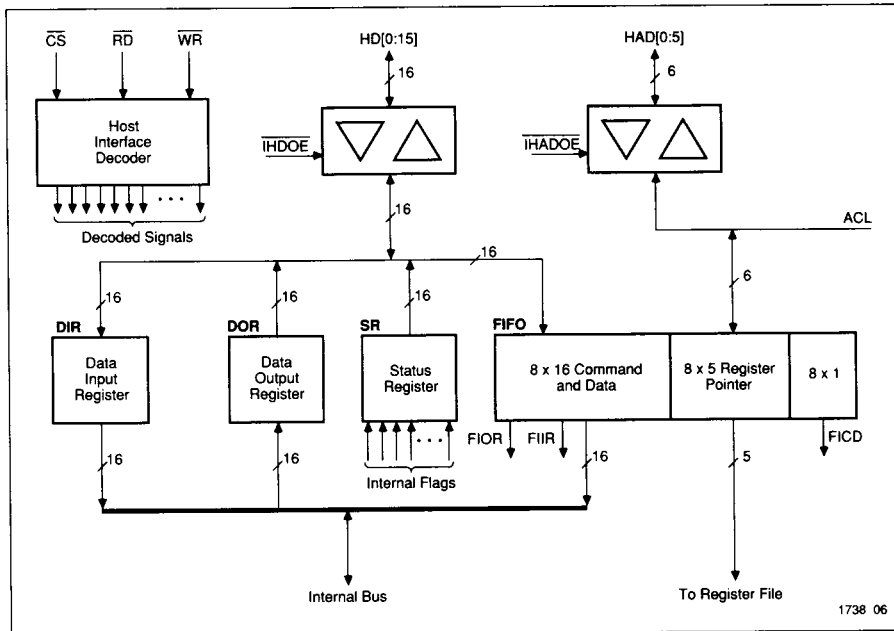 CS RD WR
HD[0:15]
HAD[0:5]
16
6
Host
Interface
Decoder
IHDOE
IHADOE
Decoded Signals
16
ACL
16
6
16
16
16
DIR
DOR
SR
FIFO
Data
Input
Register
Data
Output
Register
Status
Register
8 x 16 Command
and Data
8 x 5 Register
Pointer
8 x 1
FIOR
FIIR
FICD
16
16
16
5
Internal Flags
Internal Bus
To Register File
1738 06